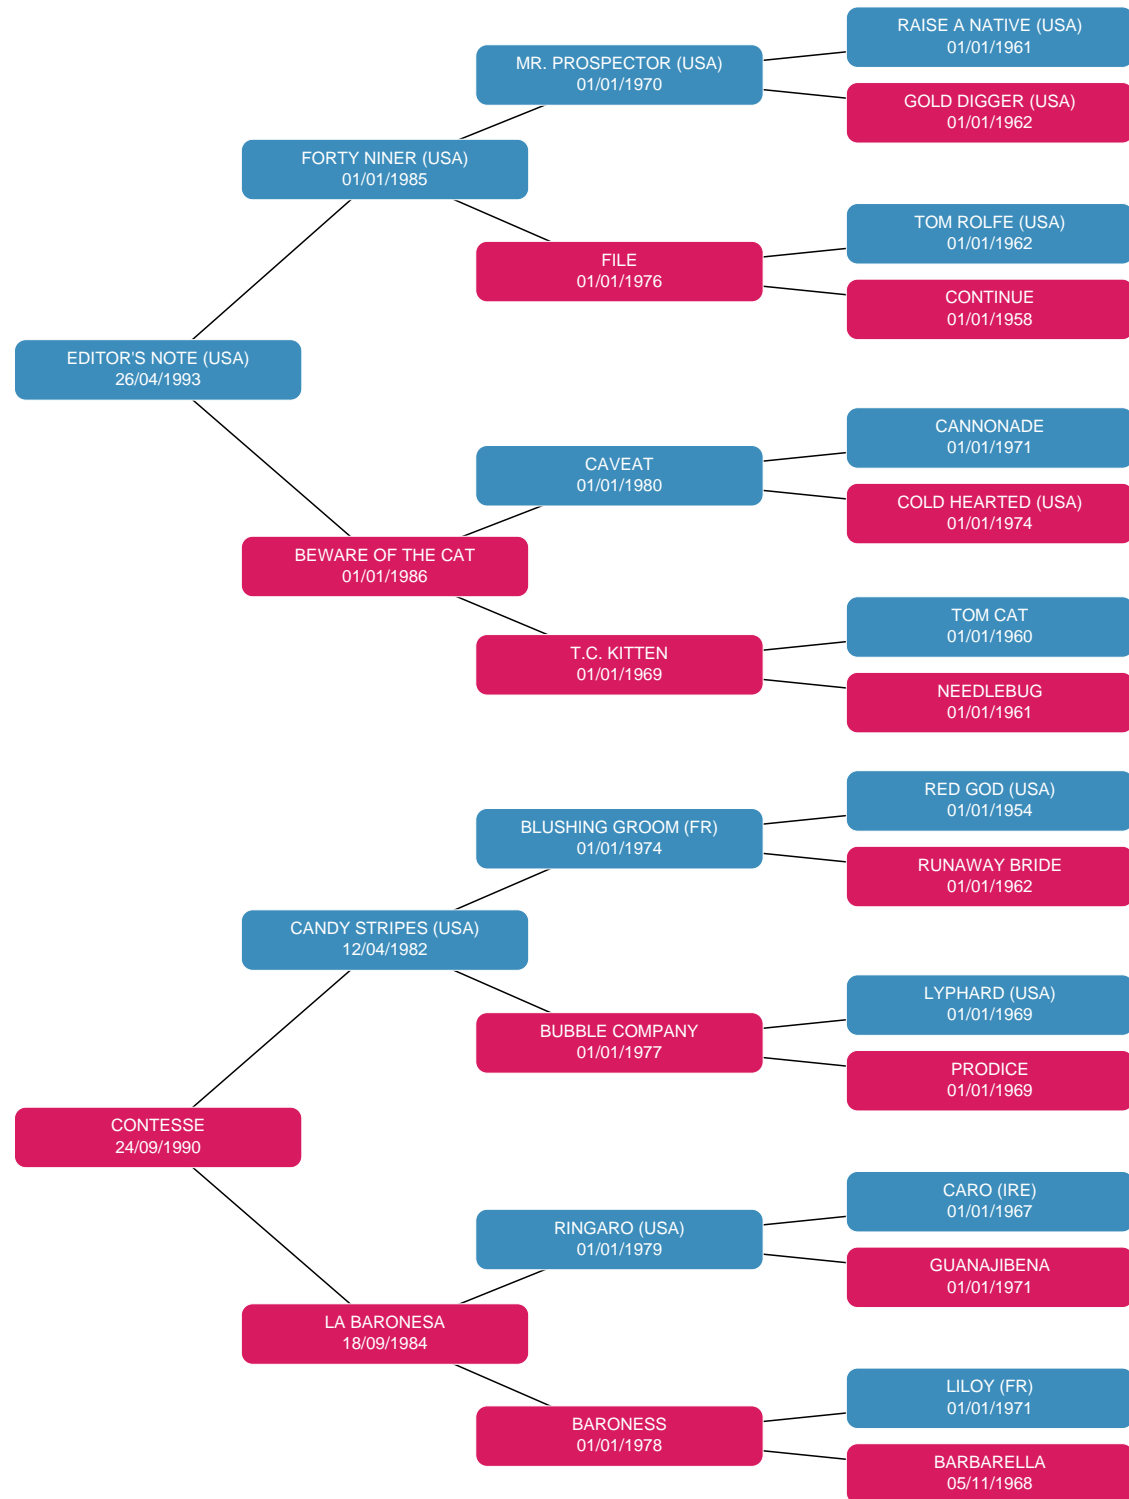 RAISE A NATIVE (USA)
01/01/1961
MR. PROSPECTOR (USA)
01/01/1970
GOLD DIGGER (USA)
01/01/1962
FORTY NINER (USA)
01/01/1985
TOM ROLFE (USA)
01/01/1962
FILE
01/01/1976
CONTINUE
01/01/1958
EDITOR'S NOTE (USA)
26/04/1993
CANNONADE
01/01/1971
CAVEAT
01/01/1980
COLD HEARTED (USA)
01/01/1974
BEWARE OF THE CAT
01/01/1986
TOM CAT
01/01/1960
T.C. KITTEN
01/01/1969
NEEDLEBUG
01/01/1961
RED GOD (USA)
01/01/1954
BLUSHING GROOM (FR)
01/01/1974
RUNAWAY BRIDE
01/01/1962
CANDY STRIPES (USA)
12/04/1982
LYPHARD (USA)
01/01/1969
BUBBLE COMPANY
01/01/1977
PRODICE
01/01/1969
CONTESSE
24/09/1990
CARO (IRE)
01/01/1967
RINGARO (USA)
01/01/1979
GUANAJIBENA
01/01/1971
LA BARONESA
18/09/1984
LILOY (FR)
01/01/1971
BARONESS
01/01/1978
BARBARELLA
05/11/1968